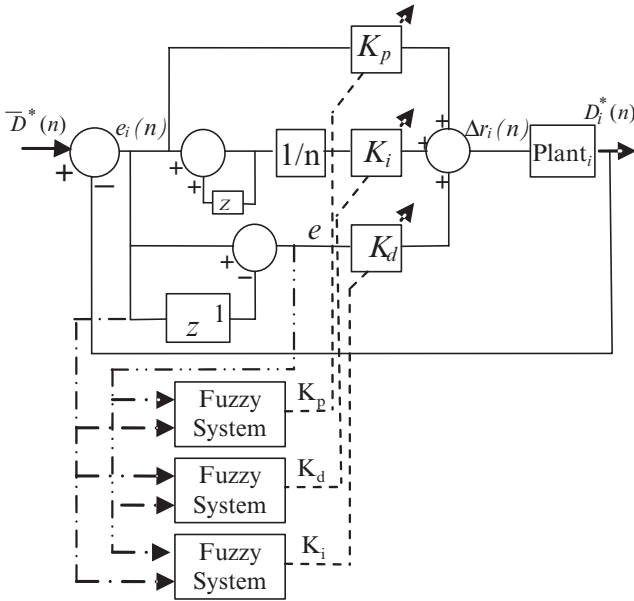 K_p
D̅*(n)
e_i(n)
+
−
+
+
z
1/n
K_i
+
+
+
Δr_i(n)
Plant_i
D_i*(n)
+
−
e
K_d
z 1
Fuzzy
System
K_p
Fuzzy
System
K_d
Fuzzy
System
K_i